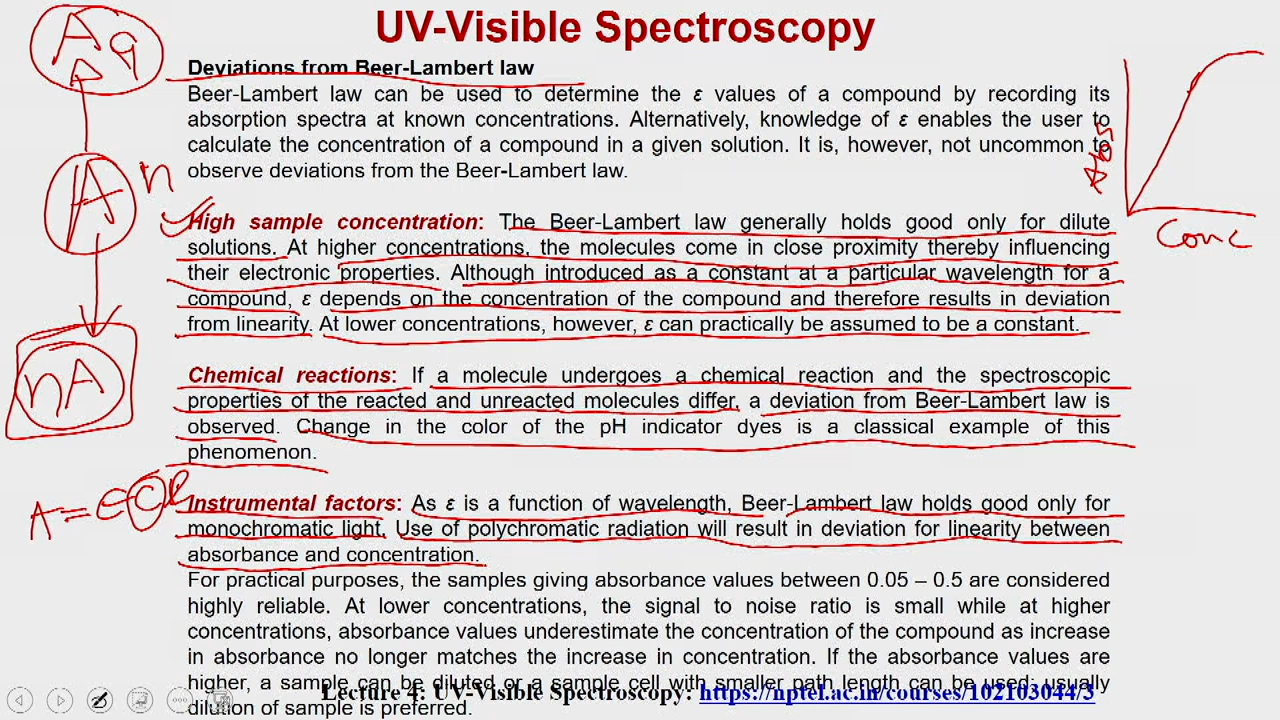 UV-Visible Spectroscopy
Deviations from Beer-Lambert law
Beer-Lambert law can be used to determine the ε values of a compound by recording its
absorption spectra at known concentrations. Alternatively, knowledge of ε enables the user to
calculate the concentration of a compound in a given solution. It is, however, not uncommon to
observe deviations from the Beer-Lambert law.
High sample concentration: The Beer-Lambert law generally holds good only for dilute
solutions. At higher concentrations, the molecules come in close proximity thereby influencing
their electronic properties. Although introduced as a constant at a particular wavelength for a
compound, ε depends on the concentration of the compound and therefore results in deviation
from linearity. At lower concentrations, however, ε can practically be assumed to be a constant.
Chemical reactions: If a molecule undergoes a chemical reaction and the spectroscopic
properties of the reacted and unreacted molecules differ, a deviation from Beer-Lambert law is
observed. Change in the color of the pH indicator dyes is a classical example of this
phenomenon.
Instrumental factors: As ε is a function of wavelength, Beer-Lambert law holds good only for
monochromatic light. Use of polychromatic radiation will result in deviation for linearity between
absorbance and concentration.
For practical purposes, the samples giving absorbance values between 0.05 – 0.5 are considered
highly reliable. At lower concentrations, the signal to noise ratio is small while at higher
concentrations, absorbance values underestimate the concentration of the compound as increase
in absorbance no longer matches the increase in concentration. If the absorbance values are
higher, a sample can be diluted or a sample cell with smaller path length can be used; usually
dilution of sample is preferred.
Lecture 4: UV-Visible Spectroscopy: https://nptel.ac.in/courses/102103044/3
A
n
nA
A = ε C l
Abs
Conc